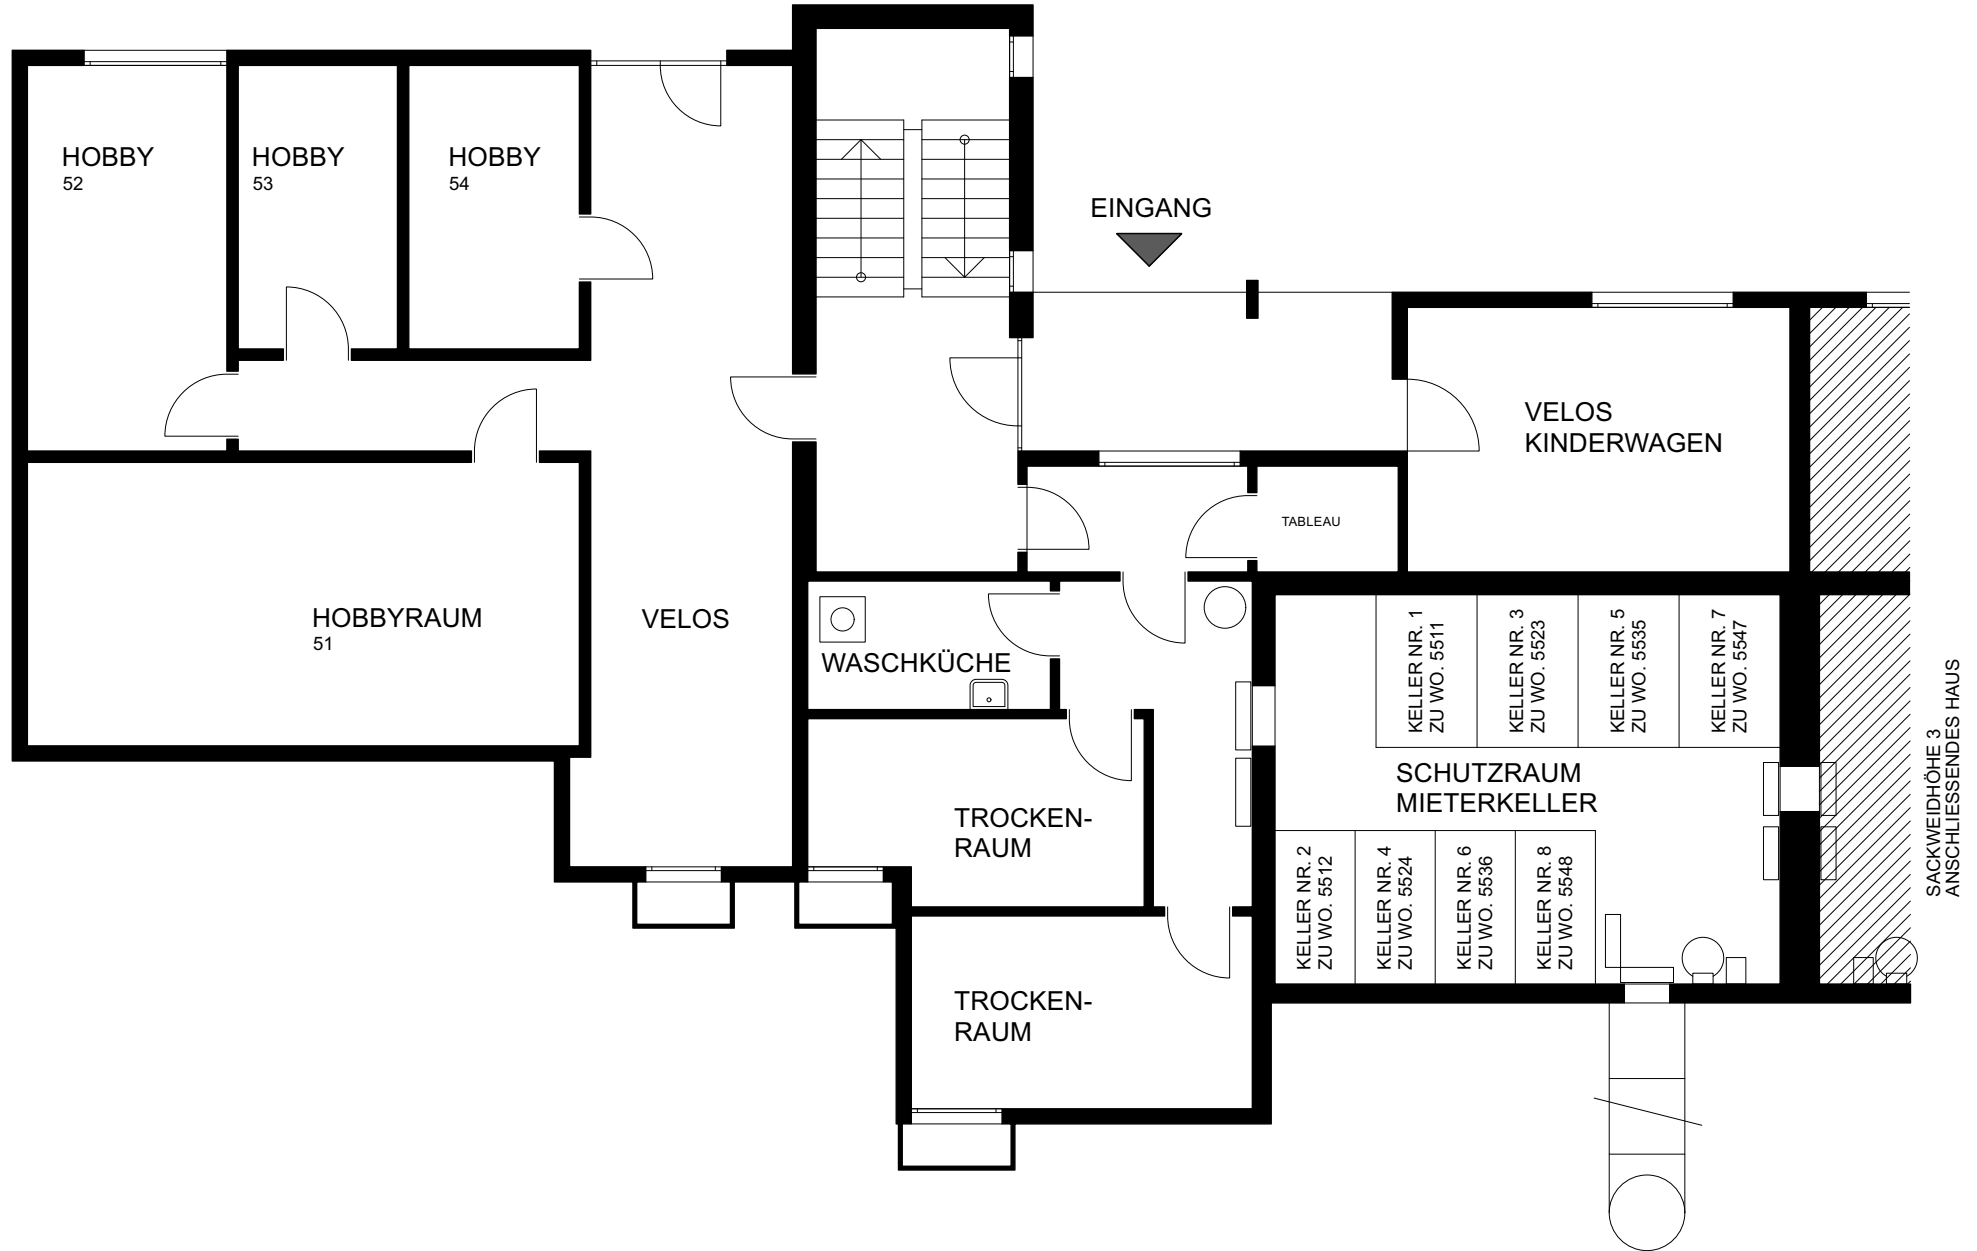 HOBBY
52
HOBBY
53
HOBBY
54
EINGANG
VELOS
KINDERWAGEN
TABLEAU
HOBBYRAUM
51
VELOS
WASCHKÜCHE
KELLER NR. 1
ZU WO. 5511
KELLER NR. 3
ZU WO. 5523
KELLER NR. 5
ZU WO. 5535
KELLER NR. 7
ZU WO. 5547
SCHUTZRAUM
MIETERKELLER
TROCKEN-
RAUM
KELLER NR. 2
ZU WO. 5512
KELLER NR. 4
ZU WO. 5524
KELLER NR. 6
ZU WO. 5536
KELLER NR. 8
ZU WO. 5548
SACKWEIDHÖHE 3
ANSCHLIESSENDES HAUS
TROCKEN-
RAUM